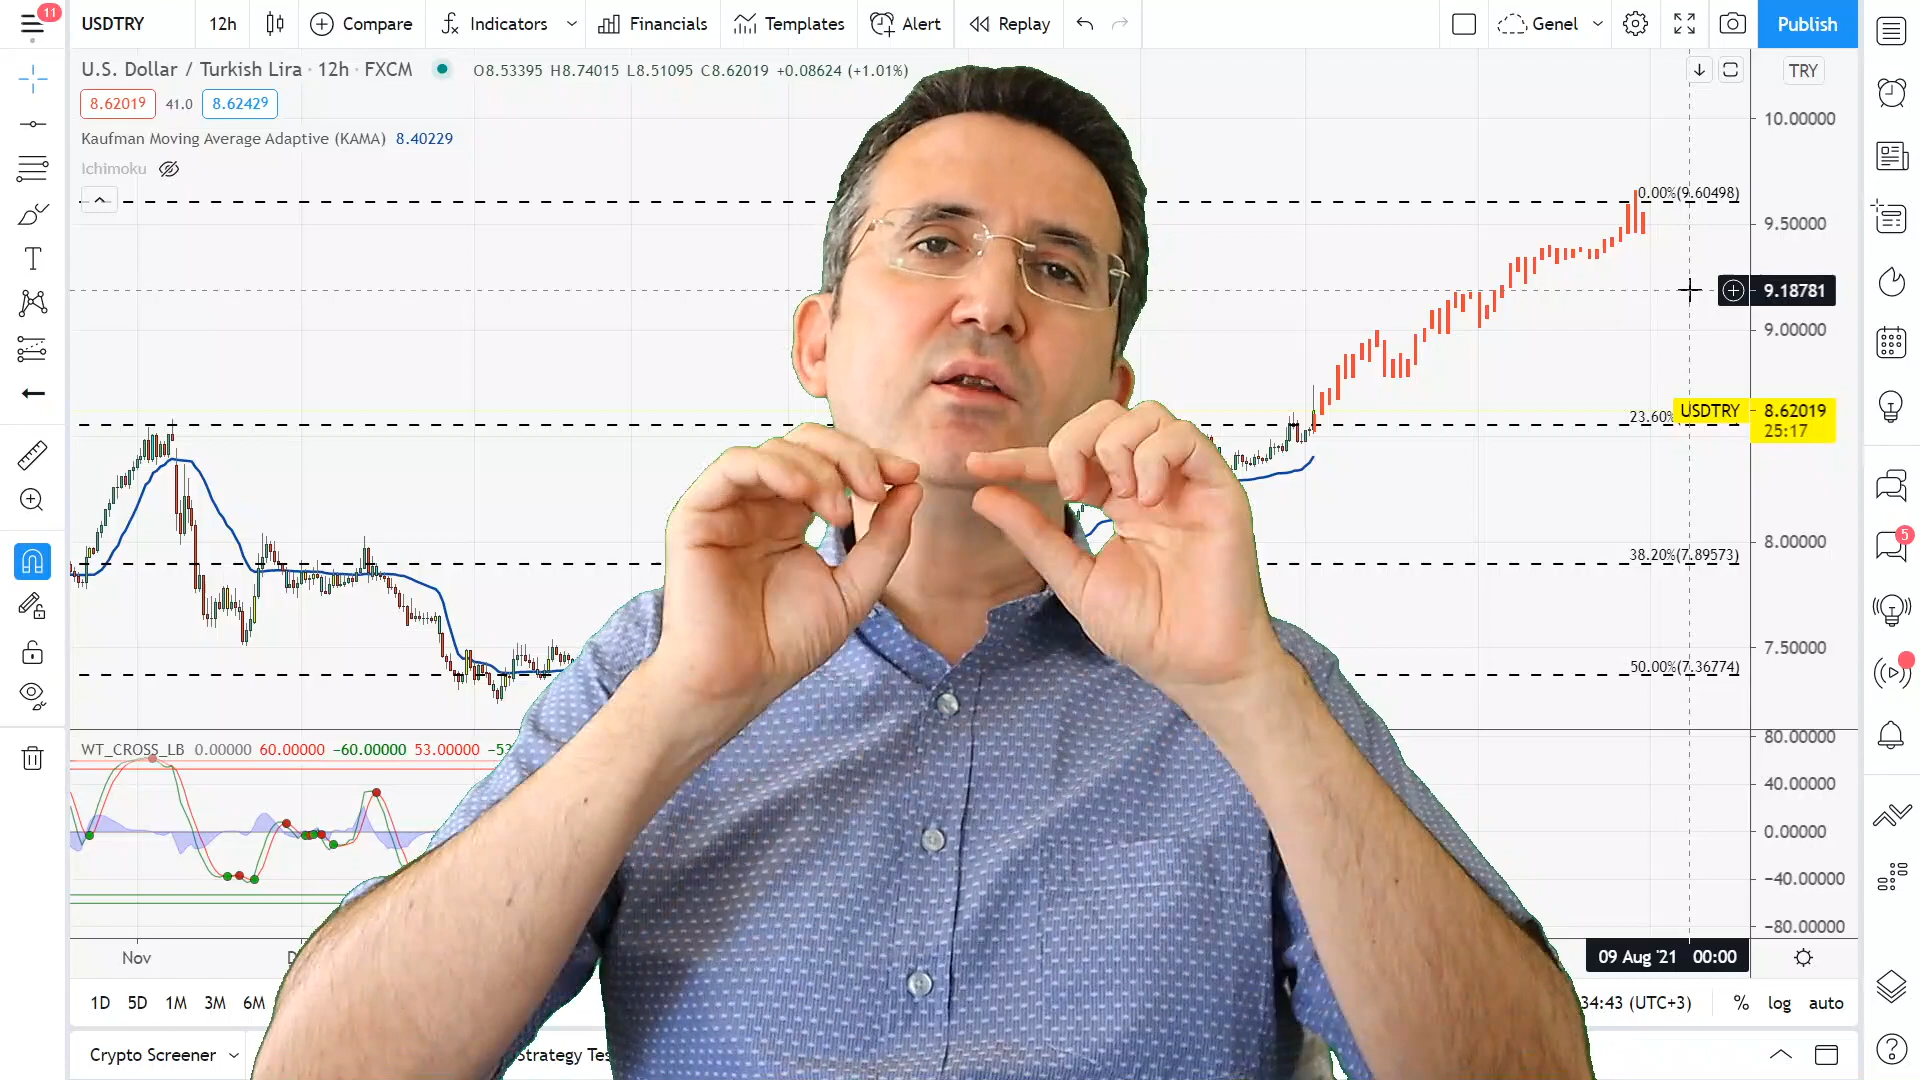 11
USDTRY 12h Compare Indicators Financials Templates Alert Replay Genel Publish
U.S. Dollar / Turkish Lira · 12h · FXCM O8.53395 H8.74015 L8.51095 C8.62019 +0.08624 (+1.01%)
TRY
8.62019 41.0 8.62429
10.00000
Kaufman Moving Average Adaptive (KAMA) 8.40229
Ichimoku
0.00%(9.60498)
9.50000
9.18781
9.00000
23.60% USDTRY 8.62019
25:17
5
8.00000
38.20%(7.89573)
7.50000
50.00%(7.36774)
WT_CROSS_LB 0.00000 60.00000 −60.00000 53.00000
80.00000
40.00000
0.00000
−40.00000
−80.00000
Nov
09 Aug '21 00:00
1D 5D 1M 3M 6M
34:43 (UTC+3) % log auto
Crypto Screener